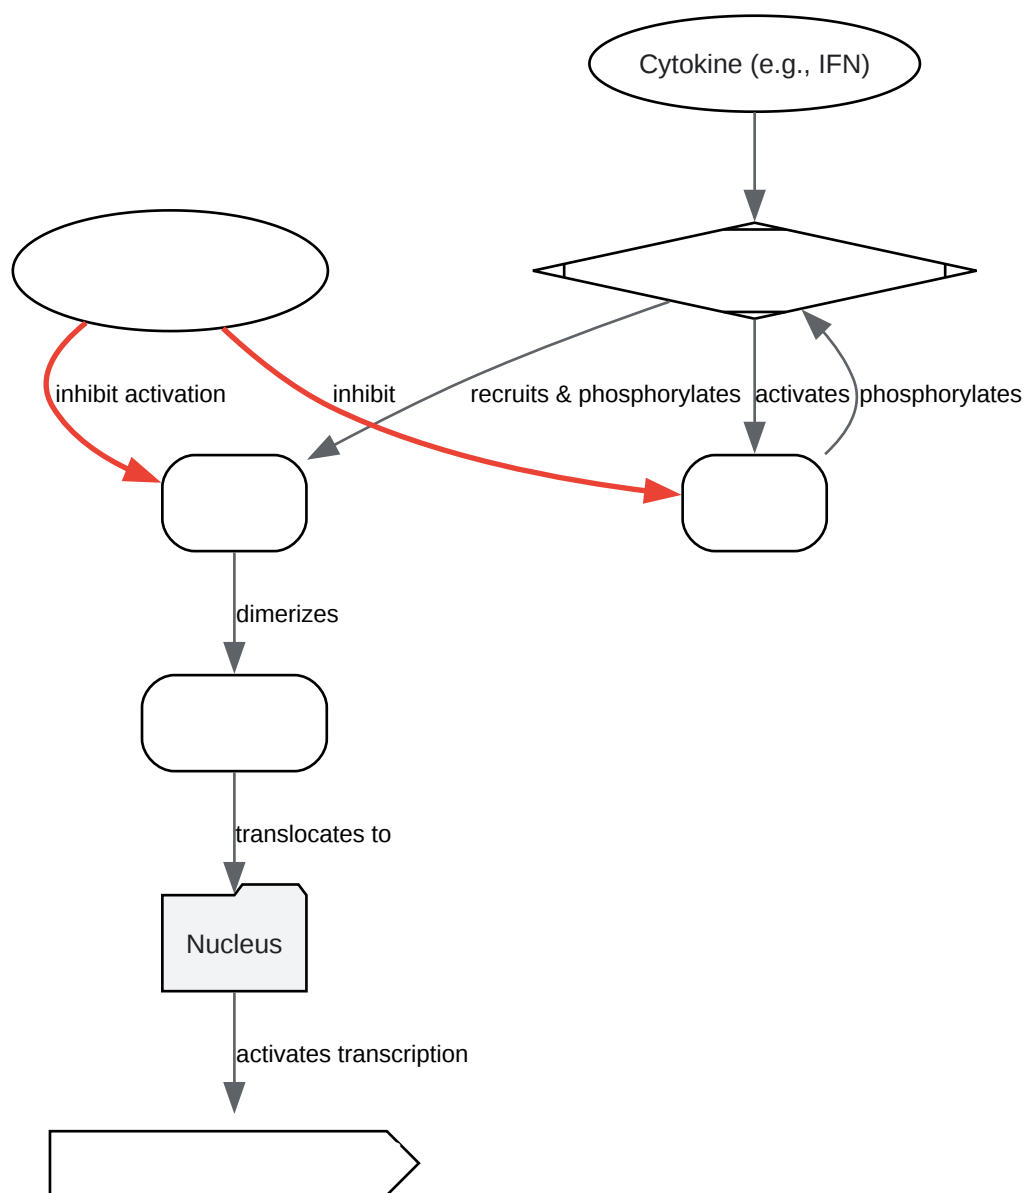 Cytokine (e.g., IFN)
inhibit activation
inhibit
recruits & phosphorylates
activates
phosphorylates
dimerizes
translocates to
Nucleus
activates transcription